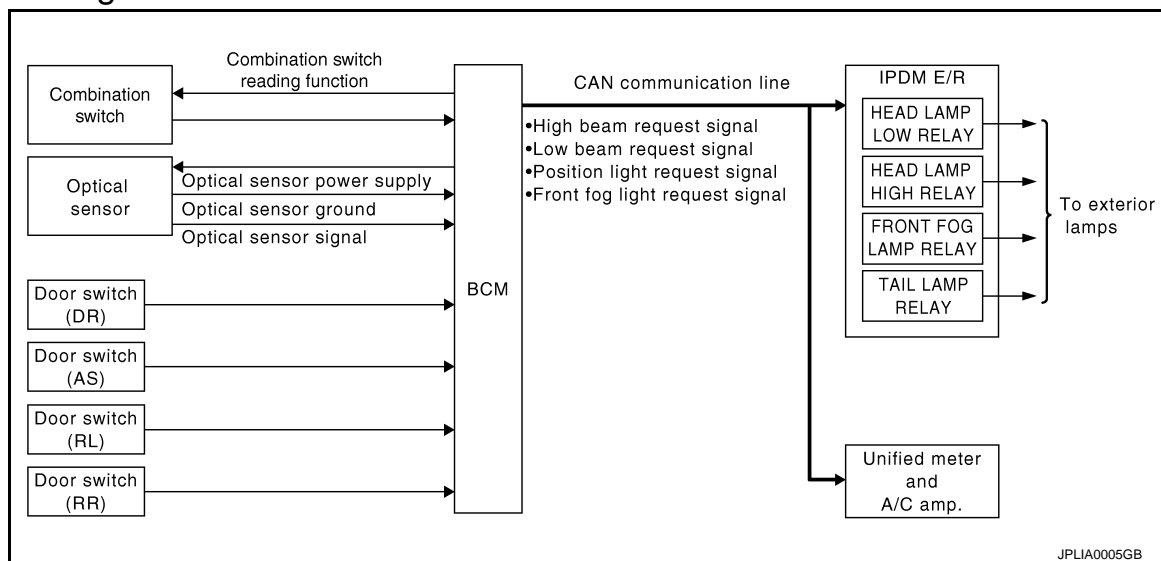 Combination switch
reading function
Combination
switch
Optical
sensor
Optical sensor power supply
Optical sensor ground
Optical sensor signal
Door switch
(DR)
Door switch
(AS)
Door switch
(RL)
Door switch
(RR)
BCM
CAN communication line
•High beam request signal
•Low beam request signal
•Position light request signal
•Front fog light request signal
IPDM E/R
HEAD LAMP
LOW RELAY
HEAD LAMP
HIGH RELAY
FRONT FOG
LAMP RELAY
TAIL LAMP
RELAY
To exterior
lamps
Unified meter
and
A/C amp.
JPLIA0005GB